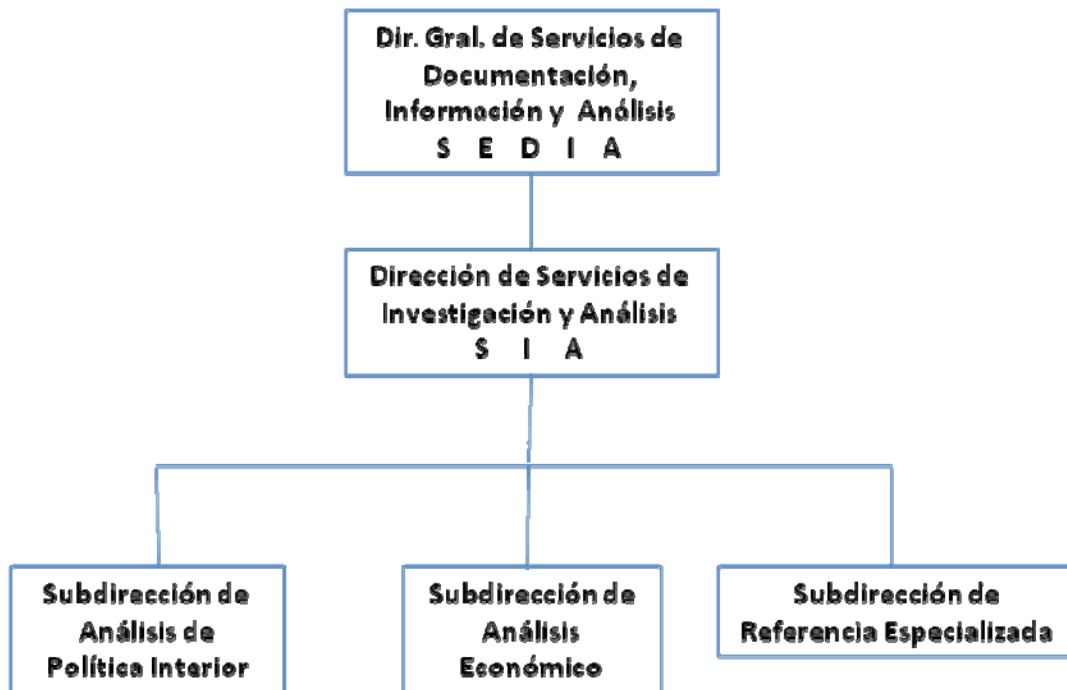 Dir. Gral. de Servicios de
Documentación,
Información y Análisis
S E D I A
Dirección de Servicios de
Investigación y Análisis
S I A
Subdirección de
Análisis de
Política Interior
Subdirección de
Análisis
Económico
Subdirección de
Referencia Especializada